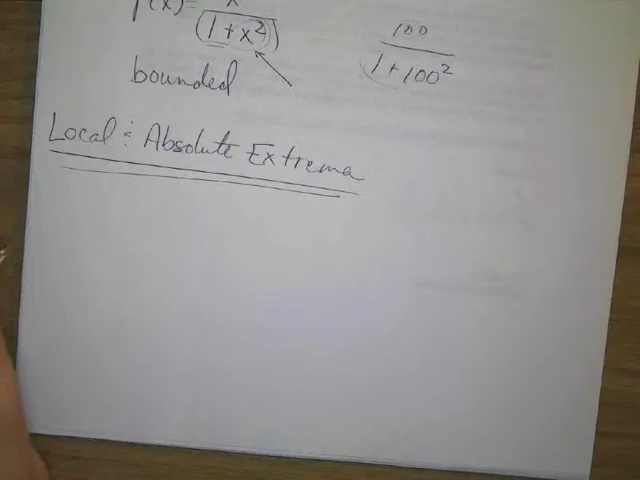 f(x) = x / (1 + x²)
100 / 1 + 100²
bounded
Local & Absolute Extrema